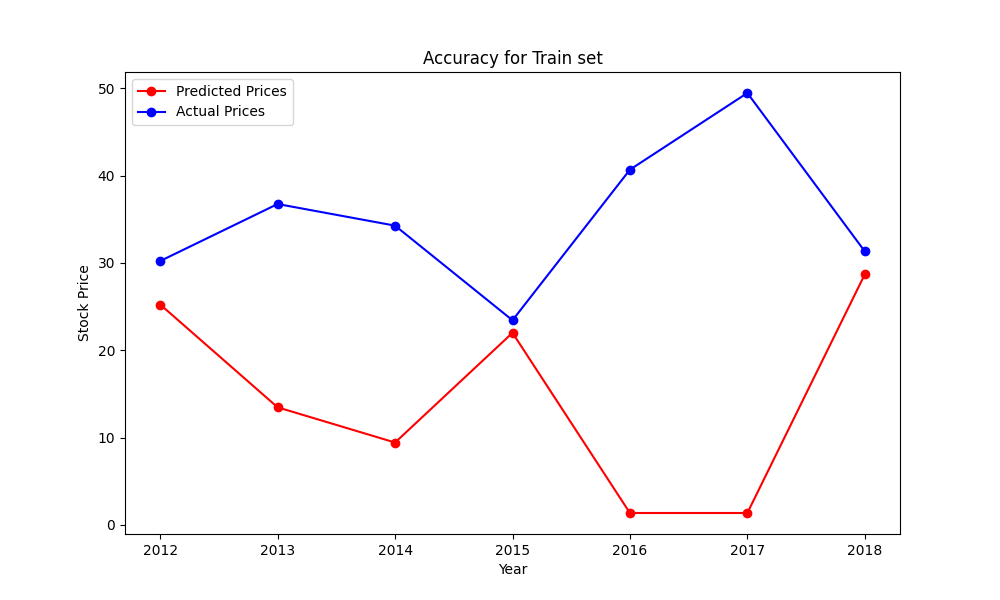 Accuracy for Train set
Predicted Prices
Actual Prices
Stock Price
50
40
30
20
10
0
2012 2013 2014 2015 2016 2017 2018
Year